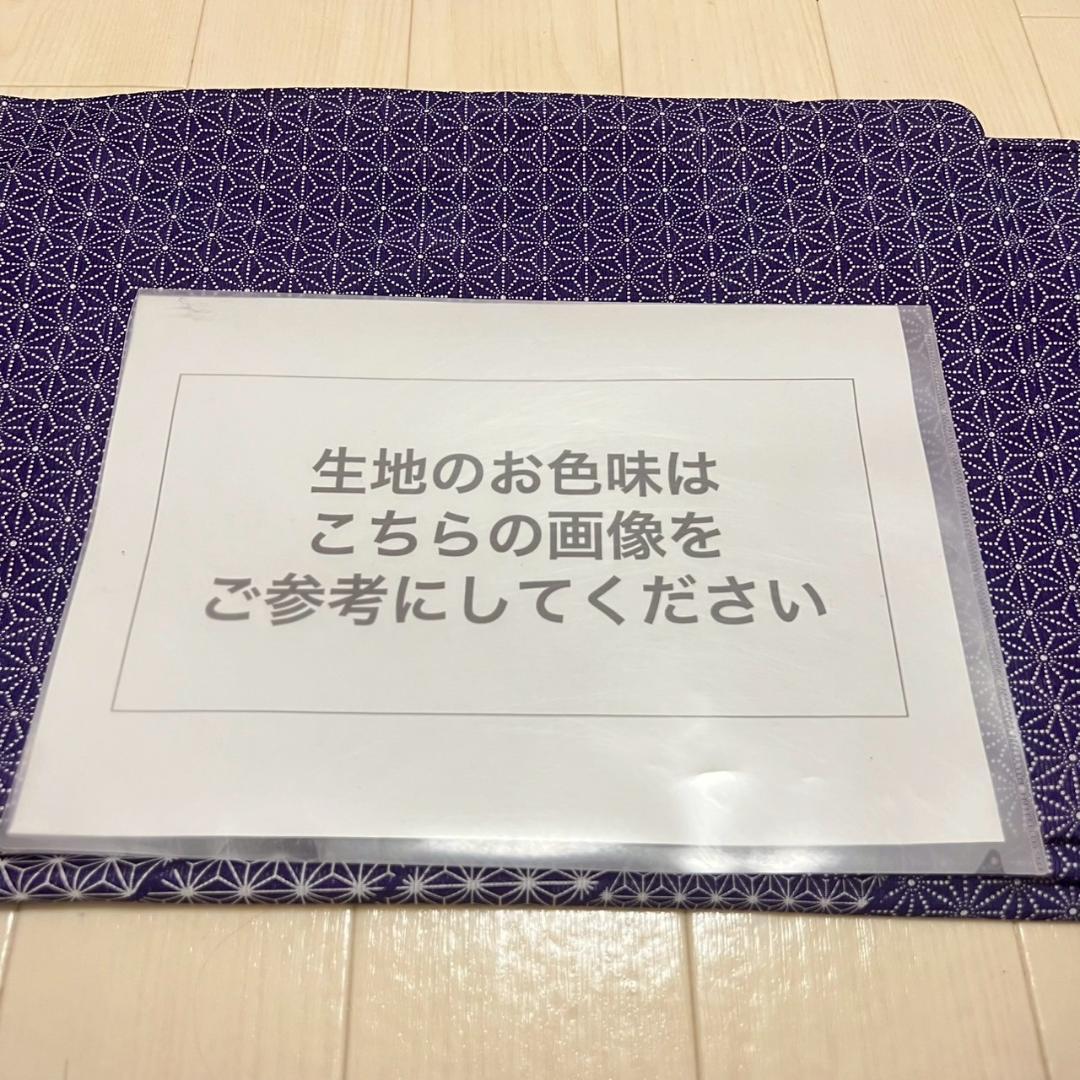 生地のお色味は
こちらの画像を
ご参考にしてください